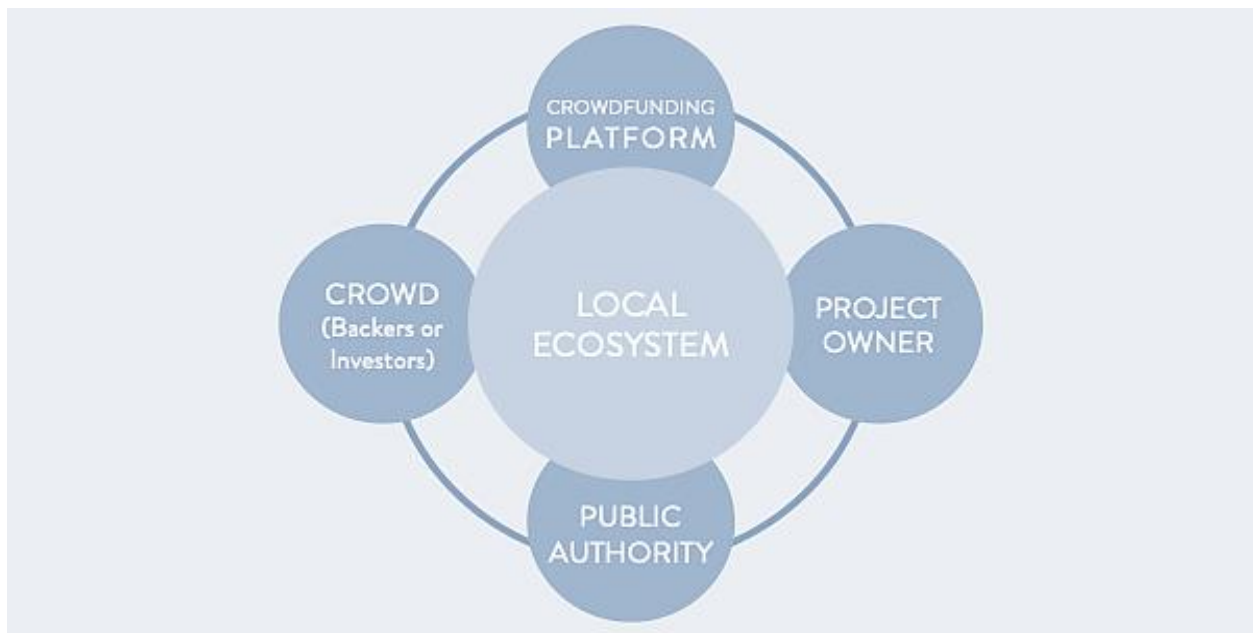 CROWDFUNDING
PLATFORM
CROWD
(Backers or
Investors)
LOCAL
ECOSYSTEM
PROJECT
OWNER
PUBLIC
AUTHORITY